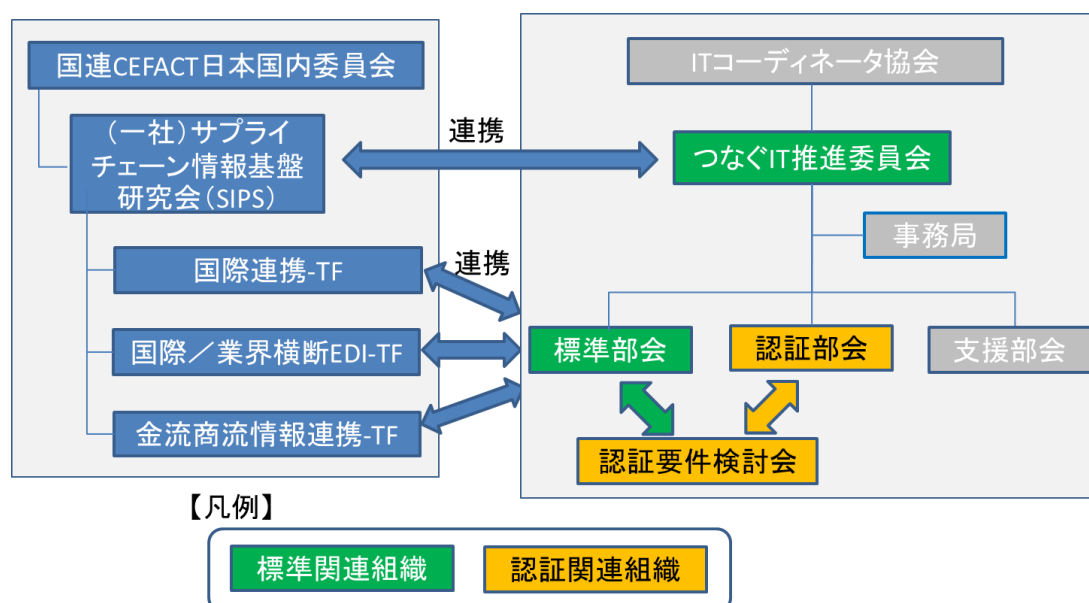 国連CEFACT日本国内委員会
(一社)サプライ
チェーン情報基盤
研究会(SIPS)
国際連携-TF
国際/業界横断EDI-TF
金流商流情報連携-TF
連携
連携
ITコーディネータ協会
つなぐIT推進委員会
事務局
標準部会
認証部会
支援部会
認証要件検討会
【凡例】
標準関連組織
認証関連組織